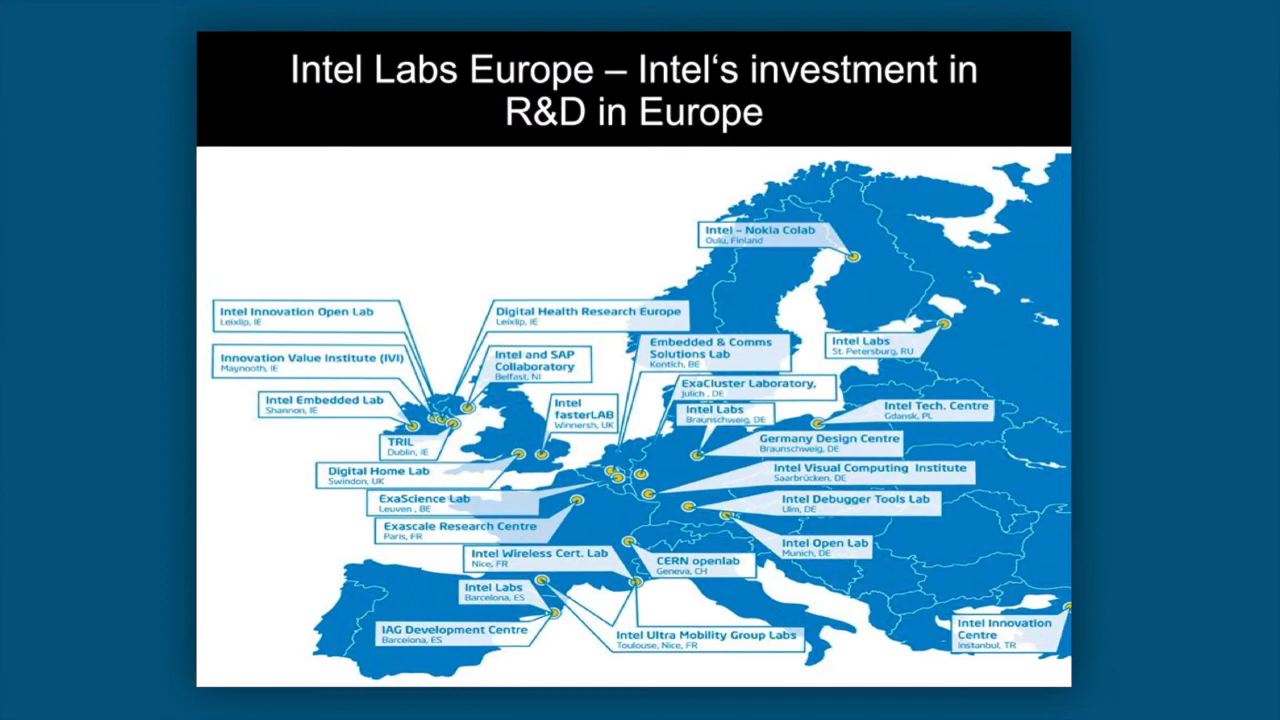 Intel Labs Europe – Intel‘s investment in
R&D in Europe
Intel – Nokia Colab
Oulu, Finland
Intel Innovation Open Lab
Leixlip, IE
Digital Health Research Europe
Leixlip, IE
Innovation Value Institute (IVI)
Maynooth, IE
Intel and SAP
Collaboratory
Belfast, NI
Embedded & Comms
Solutions Lab
Kontich, BE
Intel Labs
St. Petersburg, RU
Intel Embedded Lab
Shannon, IE
Intel
fasterLAB
Winnersh, UK
ExaCluster Laboratory,
Julich , DE
Intel Labs
Braunschweig, DE
Intel Tech. Centre
Gdansk, PL
TRIL
Dublin, IE
Germany Design Centre
Braunschweig, DE
Digital Home Lab
Swindon, UK
Intel Visual Computing Institute
Saarbrücken, DE
ExaScience Lab
Leuven , BE
Intel Debugger Tools Lab
Ulm, DE
Exascale Research Centre
Paris, FR
Intel Open Lab
Munich, DE
Intel Wireless Cert. Lab
Nice, FR
CERN openlab
Geneva, CH
Intel Labs
Barcelona, ES
IAG Development Centre
Barcelona, ES
Intel Ultra Mobility Group Labs
Toulouse, Nice, FR
Intel Innovation
Centre
Instanbul, TR